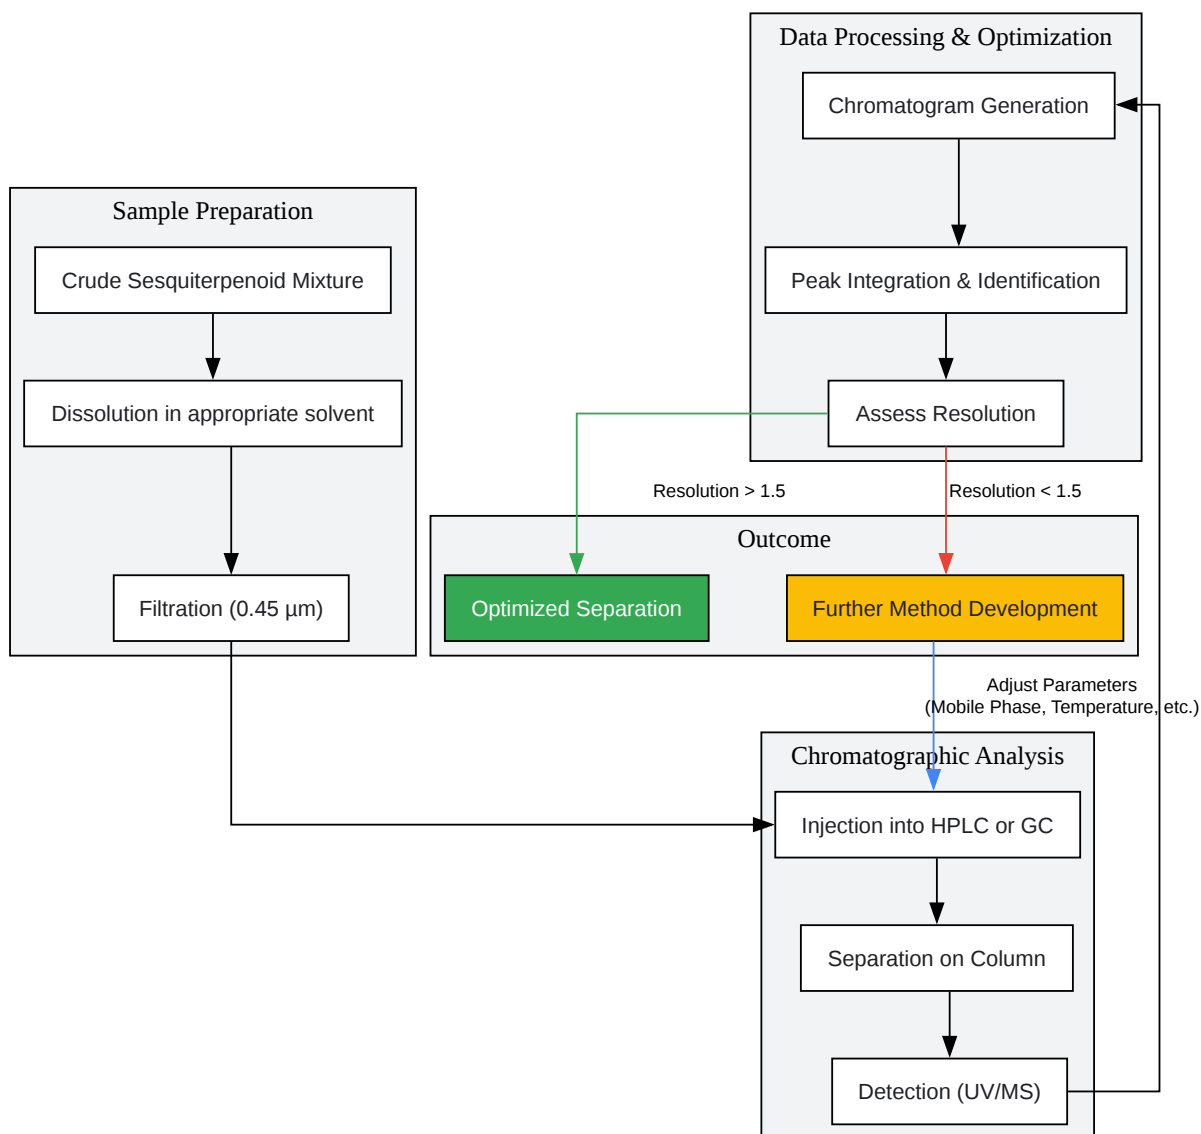 Data Processing & Optimization
Chromatogram Generation
Peak Integration & Identification
Assess Resolution
Sample Preparation
Crude Sesquiterpenoid Mixture
Dissolution in appropriate solvent
Filtration (0.45 µm)
Resolution > 1.5
Resolution < 1.5
Outcome
Optimized Separation
Further Method Development
Adjust Parameters
(Mobile Phase, Temperature, etc.)
Chromatographic Analysis
Injection into HPLC or GC
Separation on Column
Detection (UV/MS)